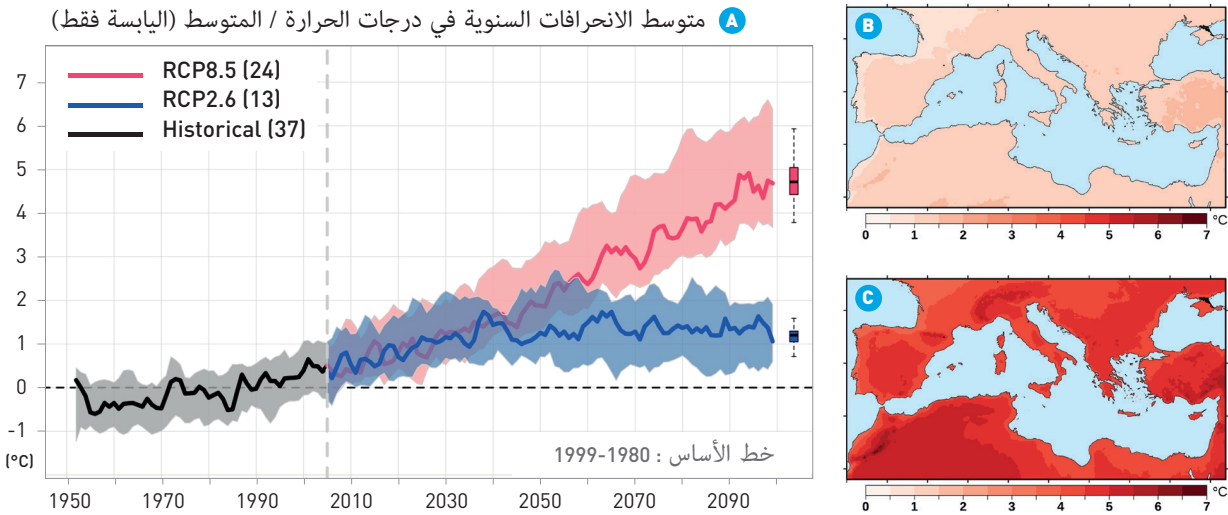 A متوسط الانحرافات السنوية في درجات الحرارة / المتوسط (اليابسة فقط)
RCP8.5 (24)
RCP2.6 (13)
Historical (37)
7
6
5
4
3
2
1
0
-1
(°C)
خط الأساس : 1980-1999
1950 1970 1990 2010 2030 2050 2070 2090
B
0 1 2 3 4 5 6 7 °C
C
0 1 2 3 4 5 6 7 °C